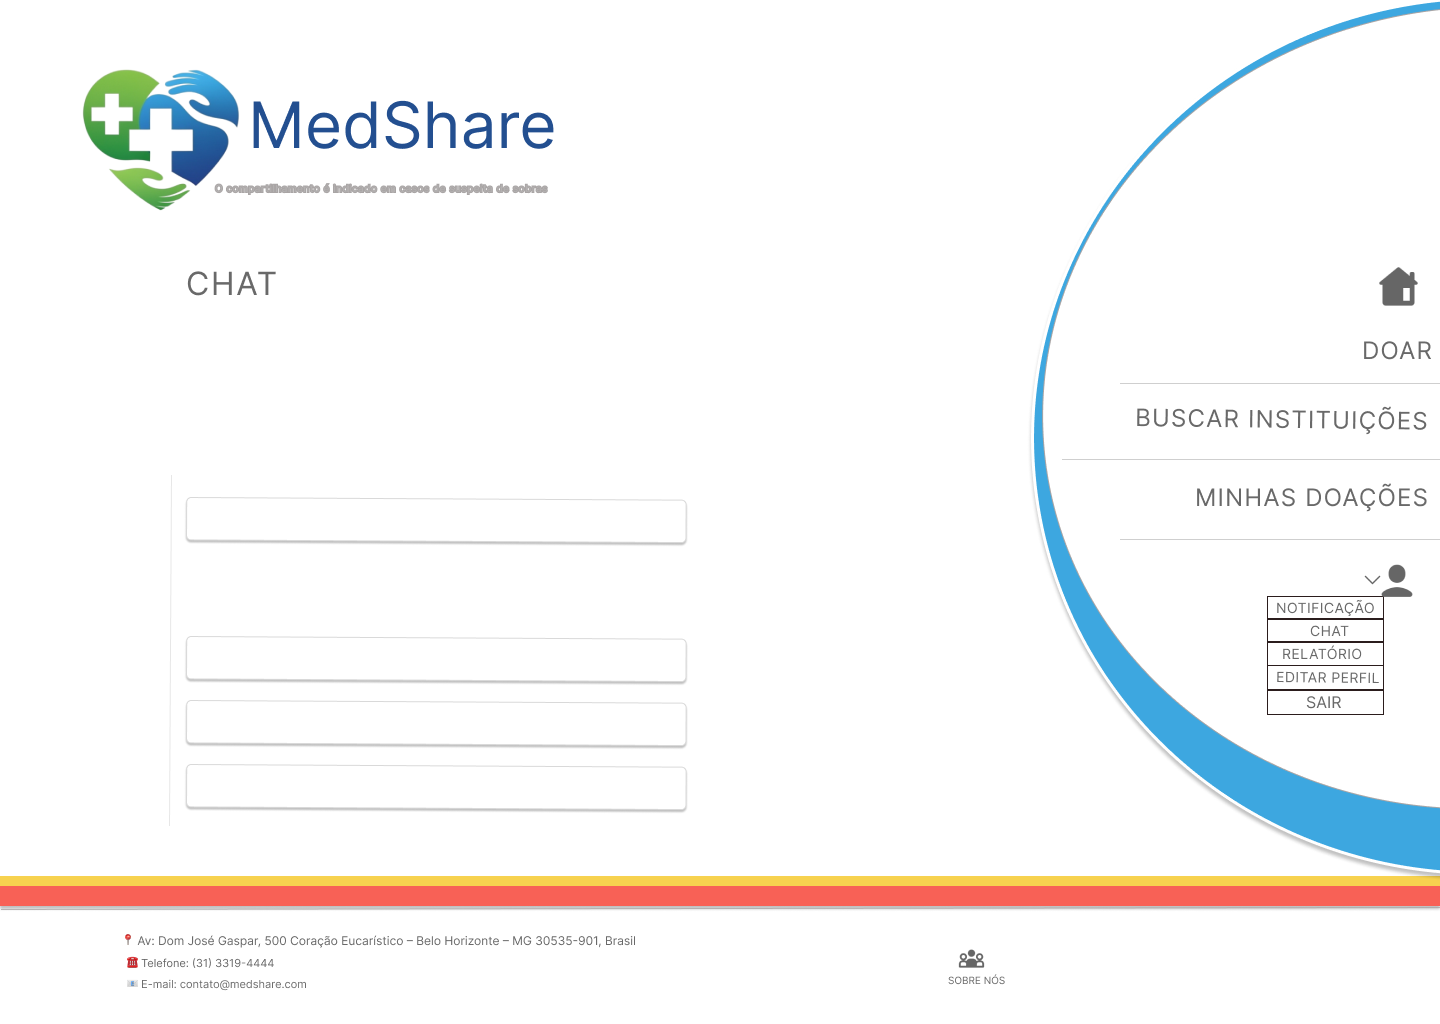 MedShare
O compartilhamento é indicado em casos de suspeita de sobras
CHAT
DOAR
BUSCAR INSTITUIÇÕES
MINHAS DOAÇÕES
NOTIFICAÇÃO
CHAT
RELATÓRIO
EDITAR PERFIL
SAIR
Av: Dom José Gaspar, 500 Coração Eucarístico – Belo Horizonte – MG 30535-901, Brasil
Telefone: (31) 3319-4444
E-mail: contato@medshare.com
SOBRE NÓS